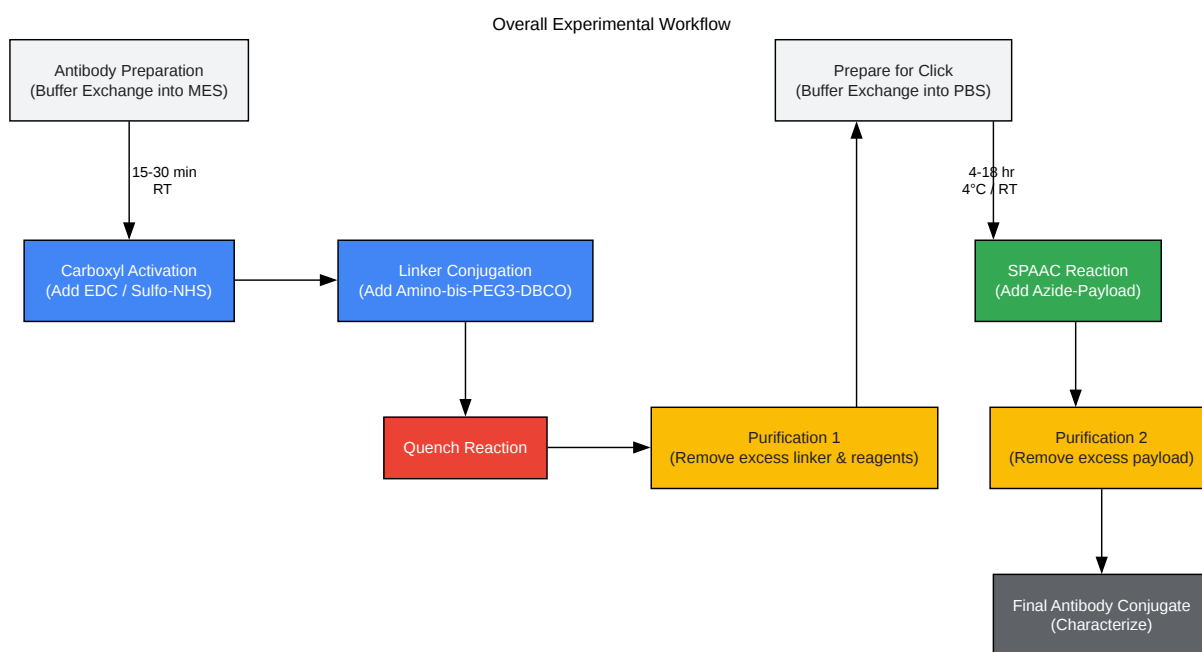 Overall Experimental Workflow
Antibody Preparation
(Buffer Exchange into MES)
15-30 min
RT
Carboxyl Activation
(Add EDC / Sulfo-NHS)
Linker Conjugation
(Add Amino-bis-PEG3-DBCO)
Quench Reaction
Purification 1
(Remove excess linker & reagents)
Prepare for Click
(Buffer Exchange into PBS)
4-18 hr
4°C / RT
SPAAC Reaction
(Add Azide-Payload)
Purification 2
(Remove excess payload)
Final Antibody Conjugate
(Characterize)